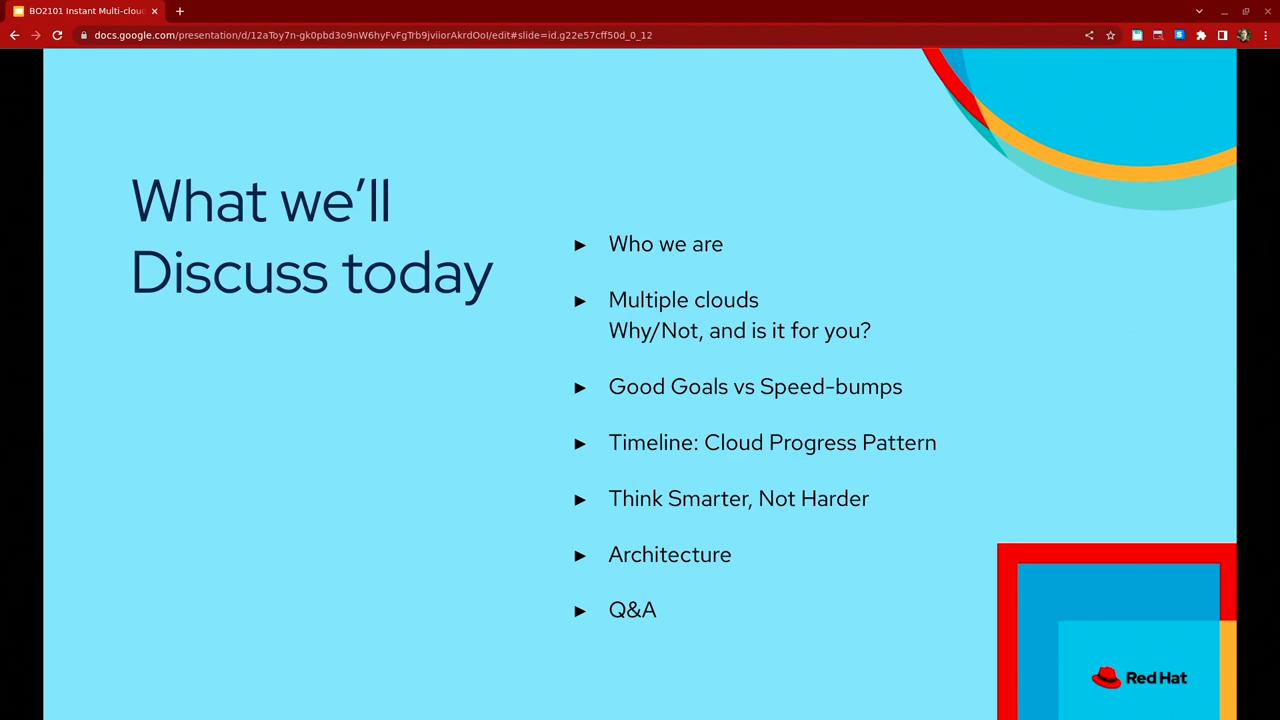 BO2101 Instant Multi-clou
docs.google.com/presentation/d/12aToy7n-gk0pbd3o9nW6hyFvFgTrb9jviiorAkrdOoI/edit#slide=id.g22e57cff50d_0_12
What we’ll
Discuss today
► Who we are
► Multiple clouds
Why/Not, and is it for you?
► Good Goals vs Speed-bumps
► Timeline: Cloud Progress Pattern
► Think Smarter, Not Harder
► Architecture
► Q&A
Red Hat